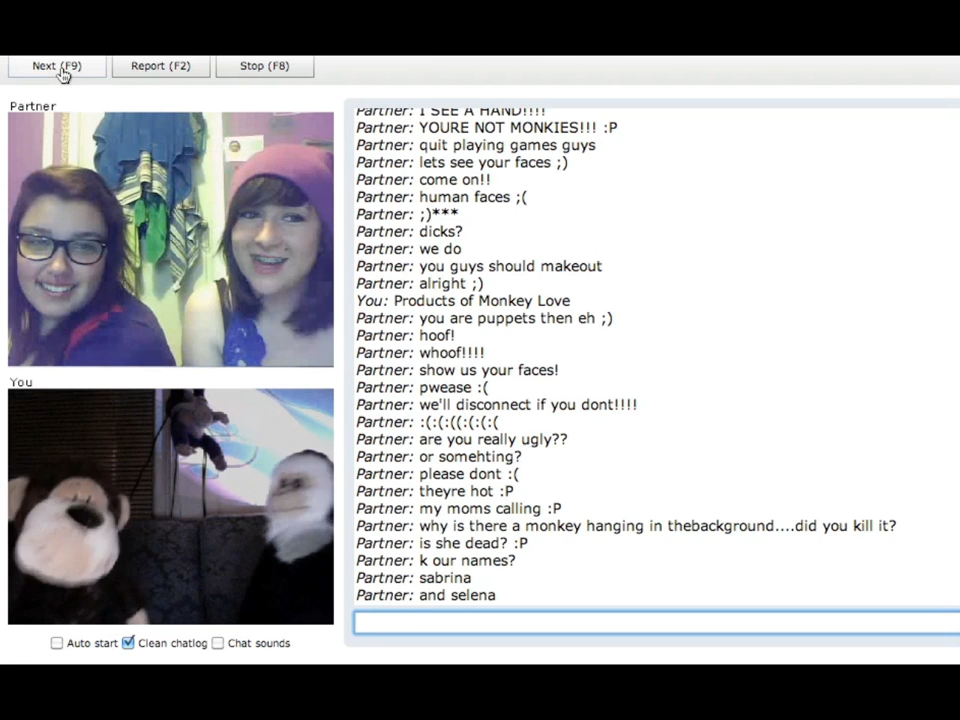 Next (F9) Report (F2) Stop (F8)
Partner
Partner: I SEE A HAND!!!!
Partner: YOURE NOT MONKIES!!! :P
Partner: quit playing games guys
Partner: lets see your faces ;)
Partner: come on!!
Partner: human faces ;(
Partner: ;)***
Partner: dicks?
Partner: we do
Partner: you guys should makeout
Partner: alright ;)
You: Products of Monkey Love
Partner: you are puppets then eh ;)
Partner: hoof!
Partner: whoof!!!!
Partner: show us your faces!
Partner: pwease :(
Partner: we'll disconnect if you dont!!!!
Partner: :(:(:((:(:(:(
Partner: are you really ugly??
Partner: or somehting?
Partner: please dont :(
Partner: theyre hot :P
Partner: my moms calling :P
Partner: why is there a monkey hanging in thebackground....did you kill it?
Partner: is she dead? :P
Partner: k our names?
Partner: sabrina
Partner: and selena
You
Auto start Clean chatlog Chat sounds